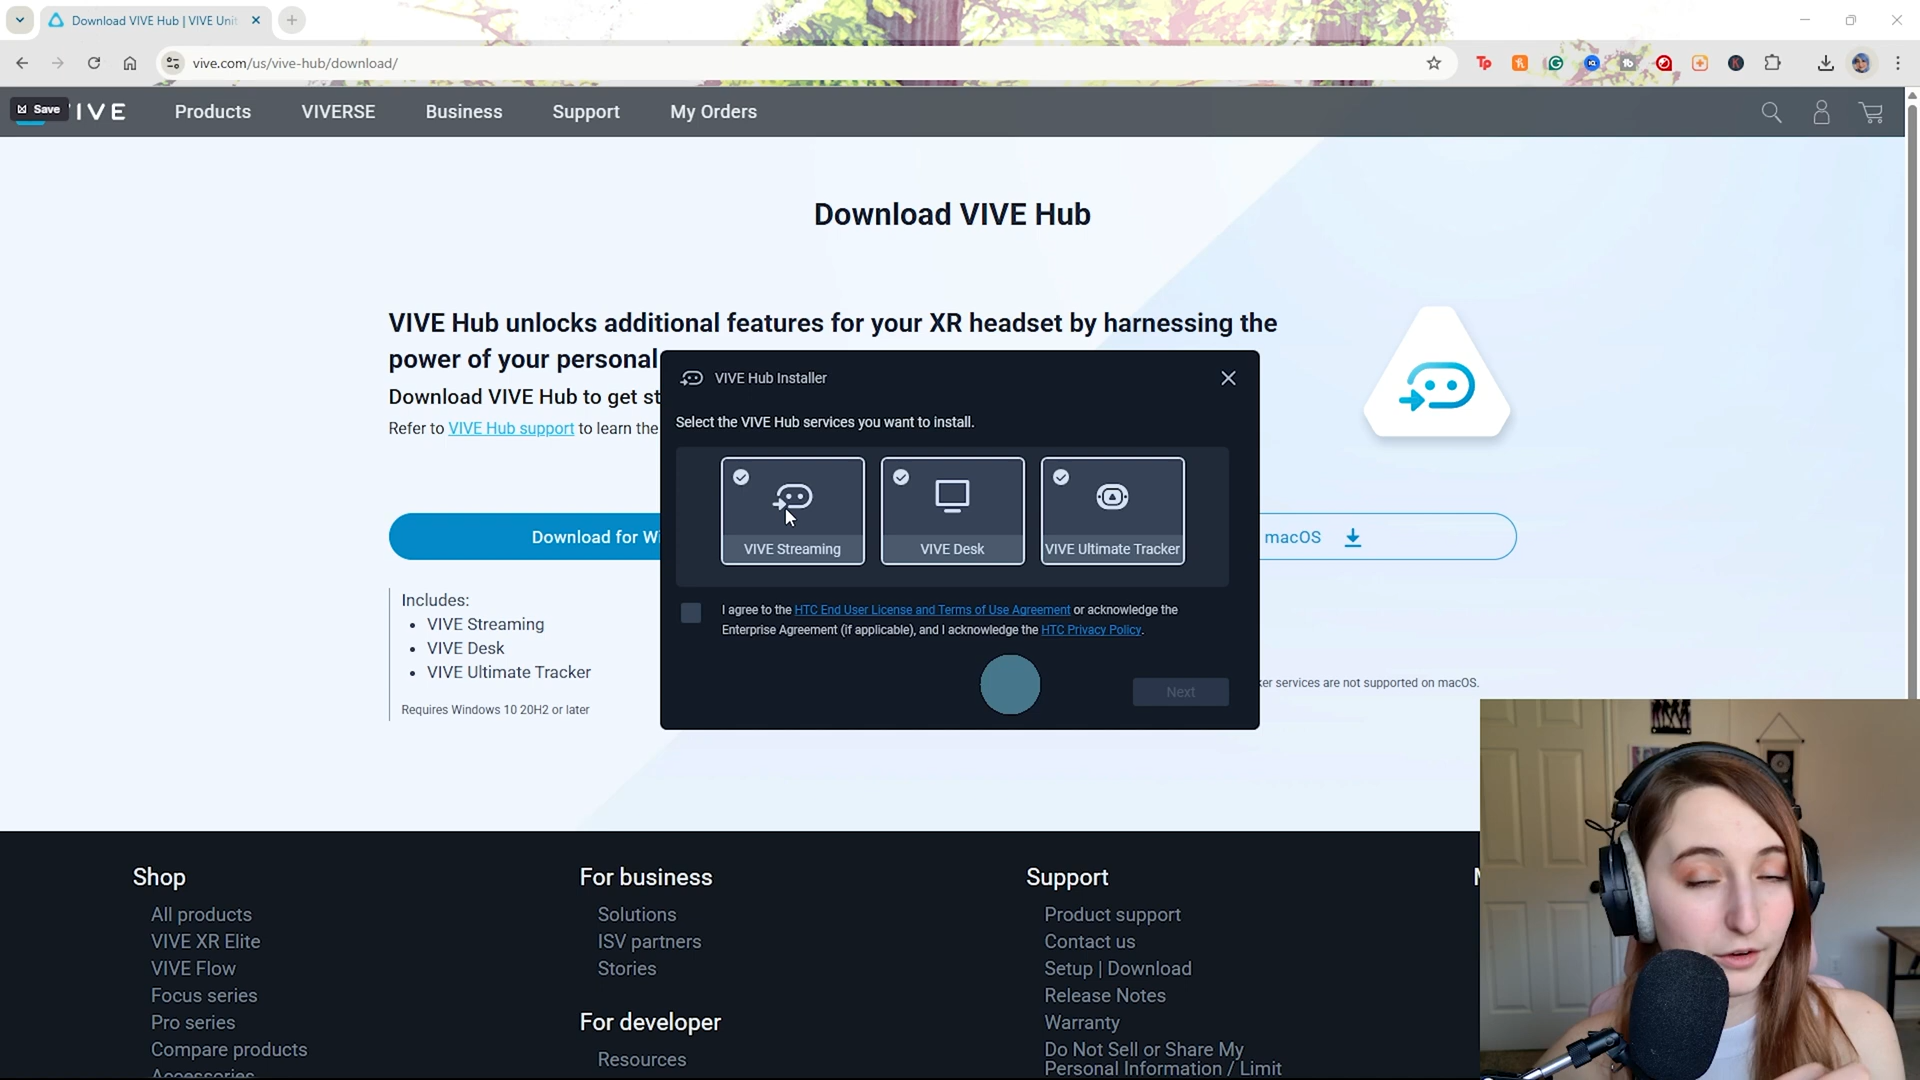 Download VIVE Hub | VIVE Uni
vive.com/us/vive-hub/download/
Save
IVE
Products
VIVERSE
Business
Support
My Orders
Download VIVE Hub
VIVE Hub unlocks additional features for your XR headset by harnessing the
power of your personal
Download VIVE Hub to get st
Refer to VIVE Hub support to learn the
VIVE Hub Installer
Select the VIVE Hub services you want to install.
VIVE Streaming
VIVE Desk
VIVE Ultimate Tracker
I agree to the HTC End User License and Terms of Use Agreement or acknowledge the
Enterprise Agreement (if applicable), and I acknowledge the HTC Privacy Policy.
Next
Download for Wi
macOS
Includes:
• VIVE Streaming
• VIVE Desk
• VIVE Ultimate Tracker
Requires Windows 10 20H2 or later
ker services are not supported on macOS.
Shop
All products
VIVE XR Elite
VIVE Flow
Focus series
Pro series
Compare products
Accessories
For business
Solutions
ISV partners
Stories
For developer
Resources
Support
Product support
Contact us
Setup | Download
Release Notes
Warranty
Do Not Sell or Share My
Personal Information / Limit